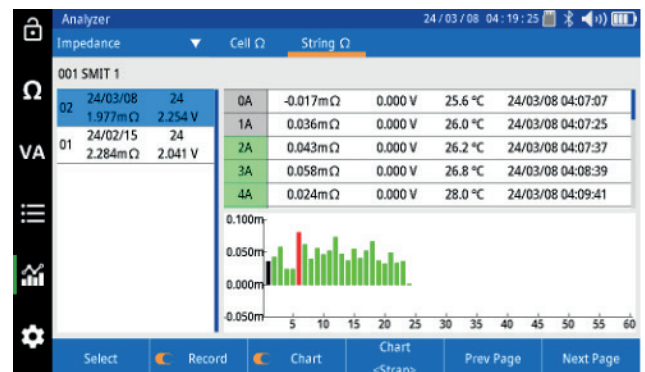 Analyzer 24/03/08 04:19:25
Impedance Cell Ω String Ω
001 SMIT 1
Ω
VA
02 24/03/08 24
1.977mΩ 2.254 V
01 24/02/15 24
2.284mΩ 2.041 V
0A -0.017mΩ 0.000 V 25.6 ℃ 24/03/08 04:07:07
1A 0.036mΩ 0.000 V 26.0 ℃ 24/03/08 04:07:25
2A 0.043mΩ 0.000 V 26.2 ℃ 24/03/08 04:07:37
3A 0.058mΩ 0.000 V 26.8 ℃ 24/03/08 04:08:39
4A 0.024mΩ 0.000 V 28.0 ℃ 24/03/08 04:09:41
0.100m
0.050m
0.000m
-0.050m
5 10 15 20 25 30 35 40 45 50 55 60
Select Record Chart Chart Prev Page Next Page
<Strap>